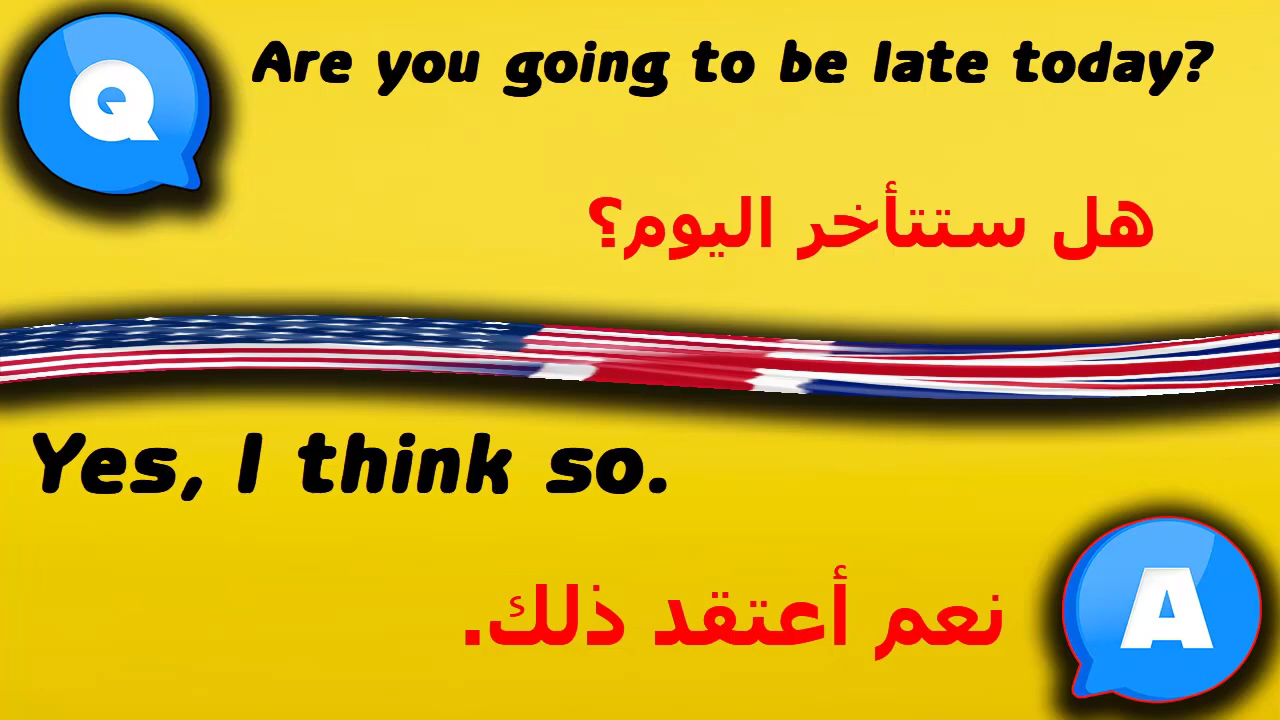 Q
Are you going to be late today?
هل ستتأخر اليوم؟
Yes, I think so.
نعم أعتقد ذلك.
A